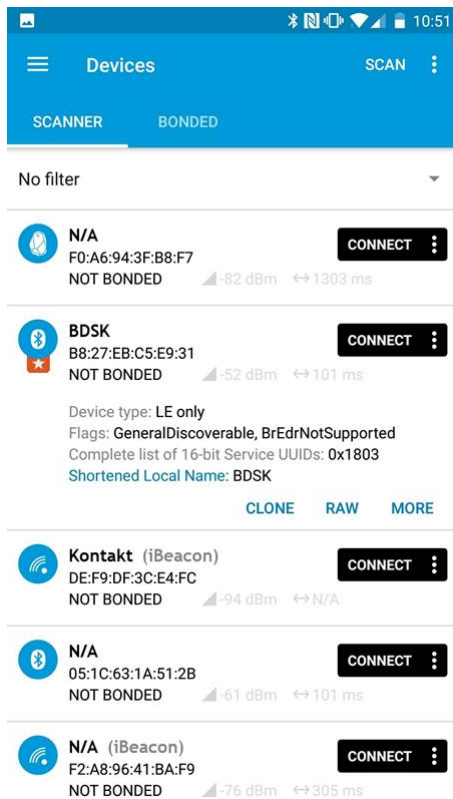 10:51
Devices SCAN
SCANNER BONDED
No filter
N/A CONNECT
F0:A6:94:3F:B8:F7
NOT BONDED -82 dBm 1303 ms
BDSK CONNECT
B8:27:EB:C5:E9:31
NOT BONDED -52 dBm 101 ms
Device type: LE only
Flags: GeneralDiscoverable, BrEdrNotSupported
Complete list of 16-bit Service UUIDs: 0x1803
Shortened Local Name: BDSK
CLONE RAW MORE
Kontakt (iBeacon) CONNECT
DE:F9:DF:3C:E4:FC
NOT BONDED -94 dBm N/A
N/A CONNECT
05:1C:63:1A:51:2B
NOT BONDED -61 dBm 101 ms
N/A (iBeacon) CONNECT
F2:A8:96:41:BA:F9
NOT BONDED -76 dBm 305 ms